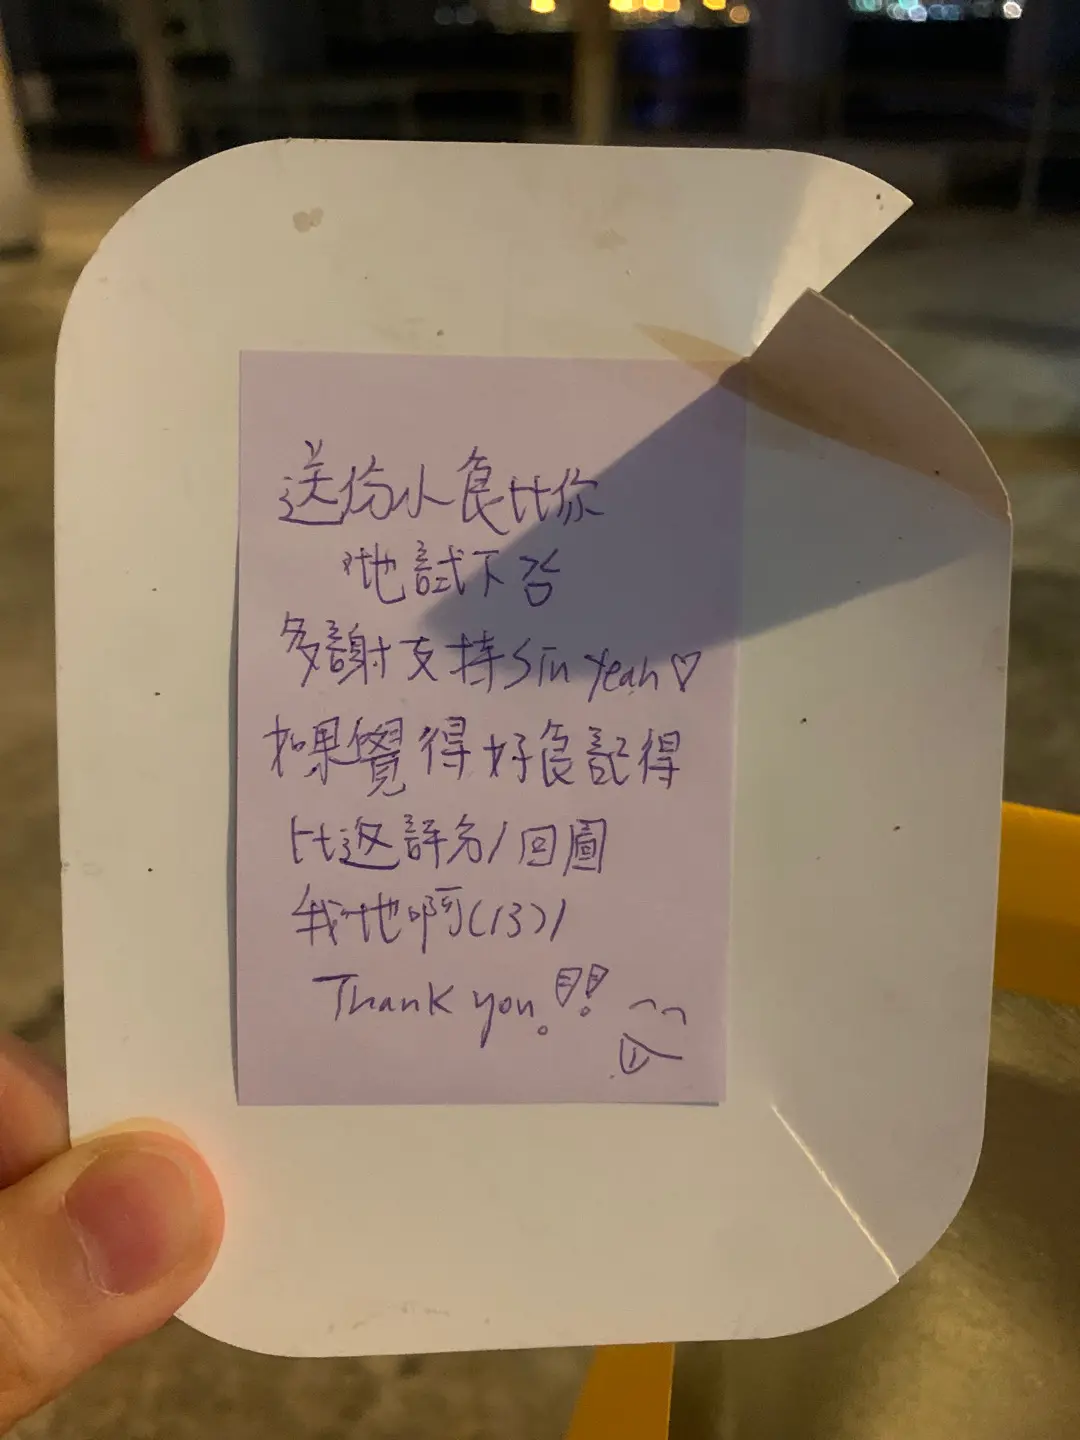 送份小食比你
哋試下呀
多謝支持Sin Yeah♡
如果覺得好食記得
比返評分/回圖
我哋啊(13)/
Thank you!!